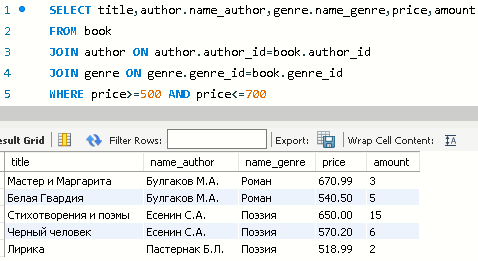 1 SELECT title,author.name_author,genre.name_genre,price,amount
2 FROM book
3 JOIN author ON author.author_id=book.author_id
4 JOIN genre ON genre.genre_id=book.genre_id
5 WHERE price>=500 AND price<=700
esult Grid Filter Rows: Export: Wrap Cell Content: IA
title name_author name_genre price amount
Мастер и Маргарита Булгаков М.А. Роман 670.99 3
Белая Гвардия Булгаков М.А. Роман 540.50 5
Стихотворения и поэмы Есенин С.А. Поэзия 650.00 15
Черный человек Есенин С.А. Поэзия 570.20 6
Лирика Пастернак Б.Л. Поэзия 518.99 2